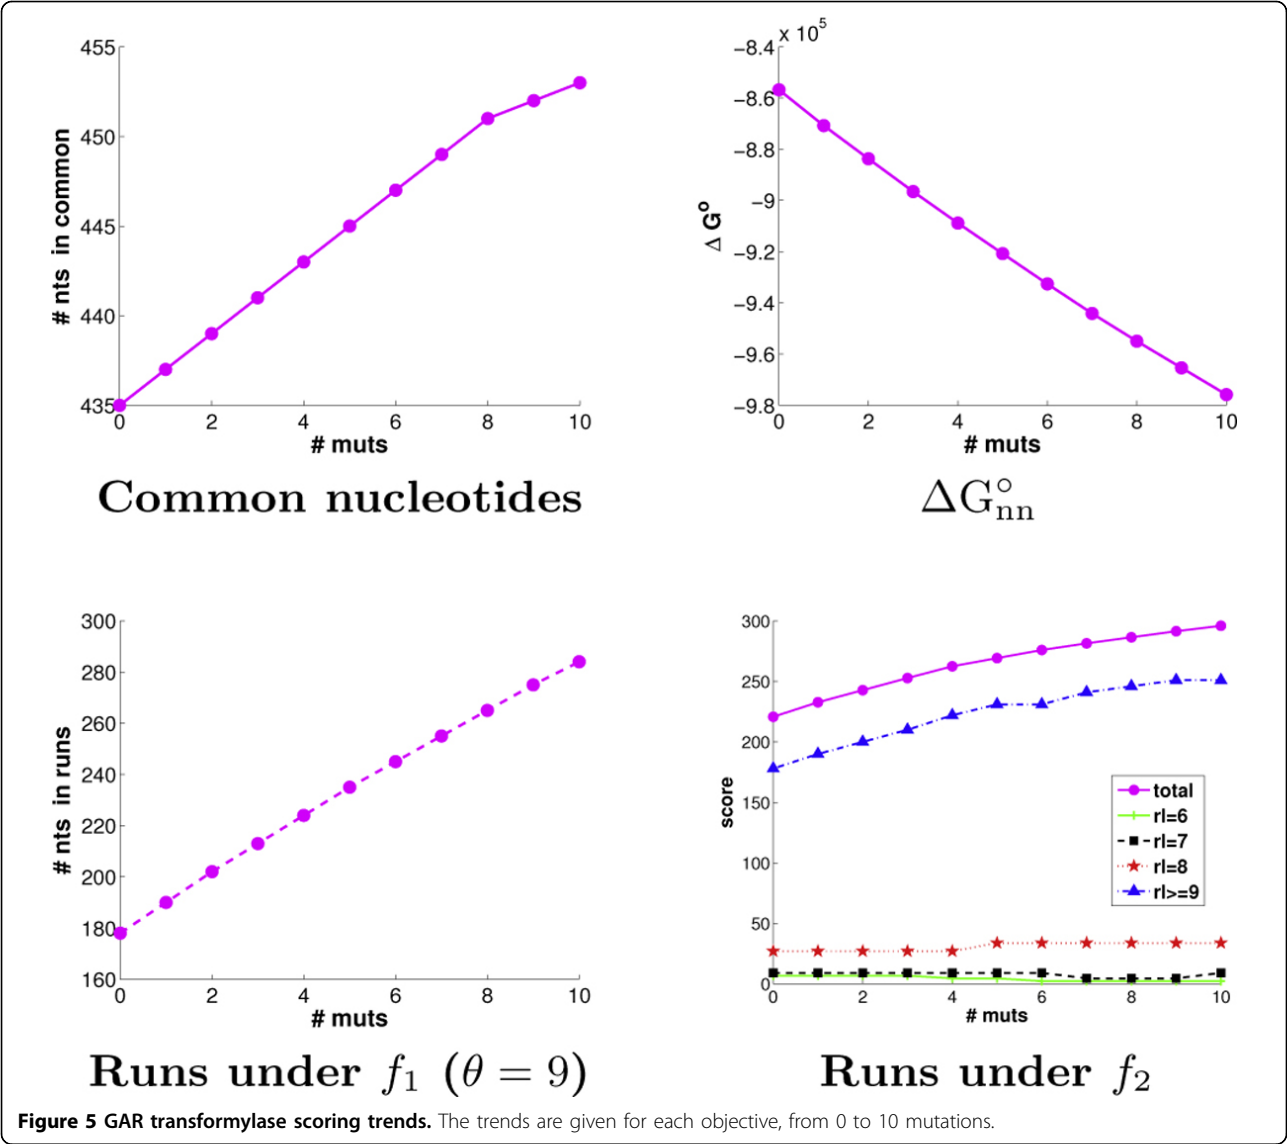 455
450
445
440
435
# nts in common
0 2 4 6 8 10
# muts
Common nucleotides
x 10^5
−8.4
−8.6
−8.8
−9
−9.2
−9.4
−9.6
−9.8
Δ G^o
0 2 4 6 8 10
# muts
ΔG°nn
300
280
260
240
220
200
180
160
# nts in runs
0 2 4 6 8 10
# muts
Runs under f1 (θ = 9)
300
250
200
150
100
50
0
score
total
rl=6
rl=7
rl=8
rl>=9
0 2 4 6 8 10
# muts
Runs under f2
Figure 5 GAR transformylase scoring trends. The trends are given for each objective, from 0 to 10 mutations.